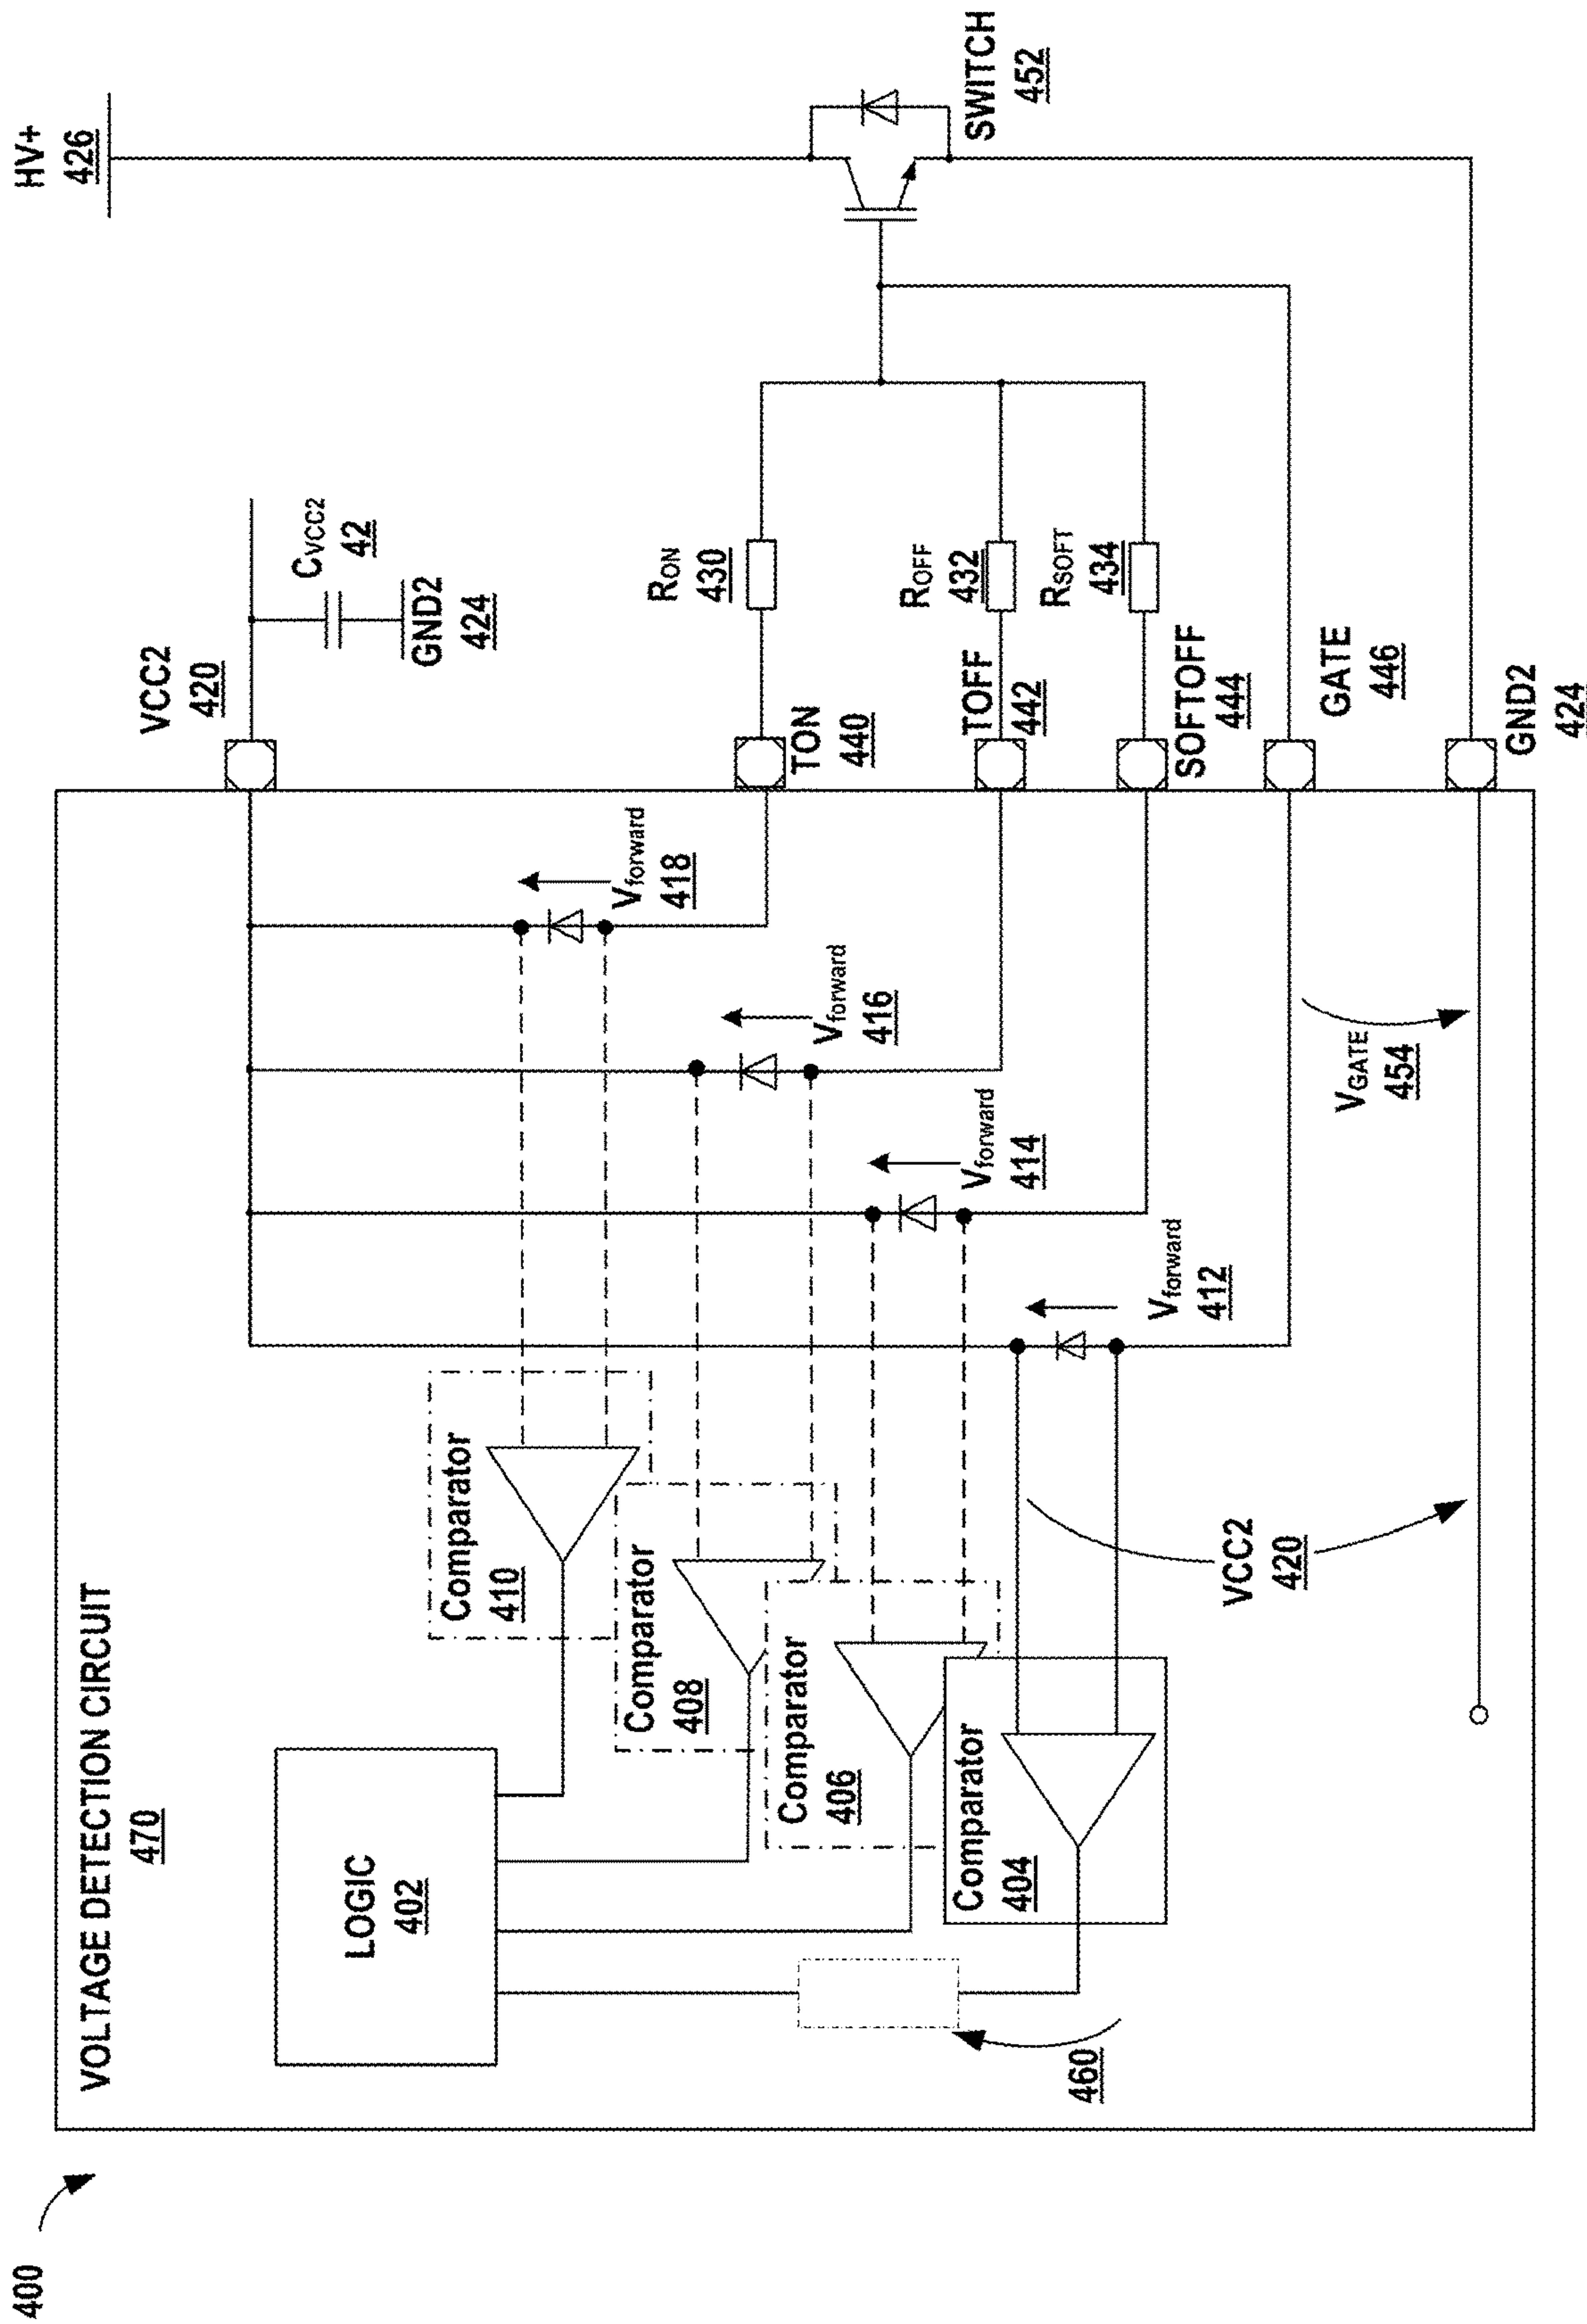 400
VOLTAGE DETECTION CIRCUIT
470
LOGIC
402
Comparator
410
Comparator
408
Comparator
406
Comparator
404
460
Vforward
418
Vforward
416
Vforward
414
Vforward
412
VCC2
420
VGATE
454
VCC2
420
CVCC2
42
GND2
424
TON
440
TOFF
442
SOFTOFF
444
GATE
446
GND2
424
RON
430
ROFF
432
RSOFT
434
HV+
426
SWITCH
452